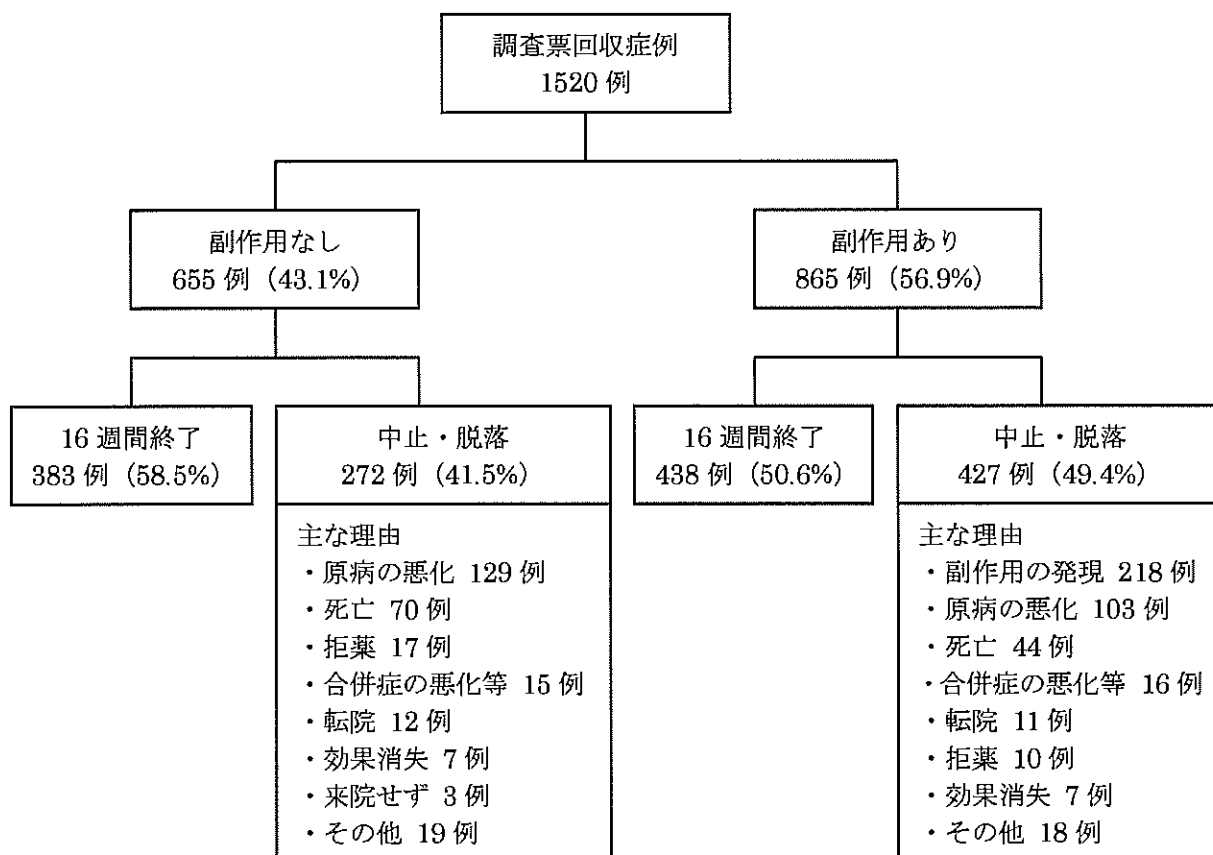 調査票回収症例
1520 例
副作用なし
655 例（43.1%）
副作用あり
865 例（56.9%）
16 週間終了
383 例（58.5%）
中止・脱落
272 例（41.5%）
主な理由
・原病の悪化 129 例
・死亡 70 例
・拒薬 17 例
・合併症の悪化等 15 例
・転院 12 例
・効果消失 7 例
・来院せず 3 例
・その他 19 例
16 週間終了
438 例（50.6%）
中止・脱落
427 例（49.4%）
主な理由
・副作用の発現 218 例
・原病の悪化 103 例
・死亡 44 例
・合併症の悪化等 16 例
・転院 11 例
・拒薬 10 例
・効果消失 7 例
・その他 18 例